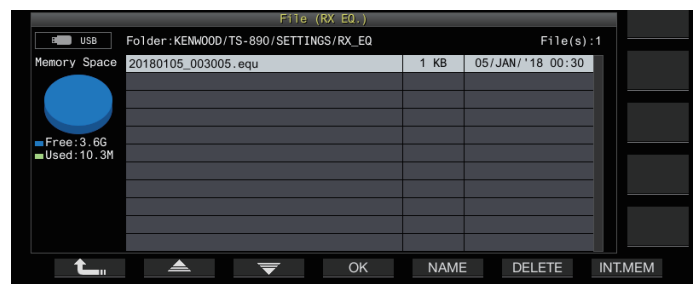 File (RX EQ.)
USB
Folder:KENWOOD/TS-890/SETTINGS/RX_EQ
File(s):1
Memory Space
20180105_003005.equ
1 KB
05/JAN/'18 00:30
Free:3.6G
Used:10.3M
OK
NAME
DELETE
INT.MEM